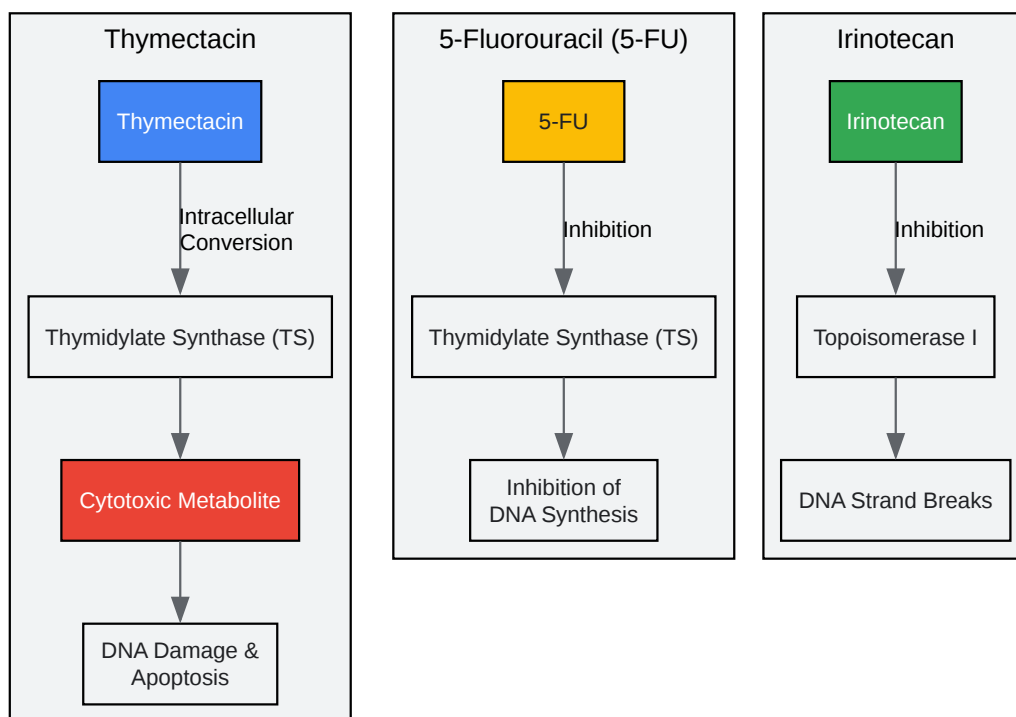 Thymectacin
Thymectacin
Intracellular
Conversion
Thymidylate Synthase (TS)
Cytotoxic Metabolite
DNA Damage &
Apoptosis
5-Fluorouracil (5-FU)
5-FU
Inhibition
Thymidylate Synthase (TS)
Inhibition of
DNA Synthesis
Irinotecan
Irinotecan
Inhibition
Topoisomerase I
DNA Strand Breaks